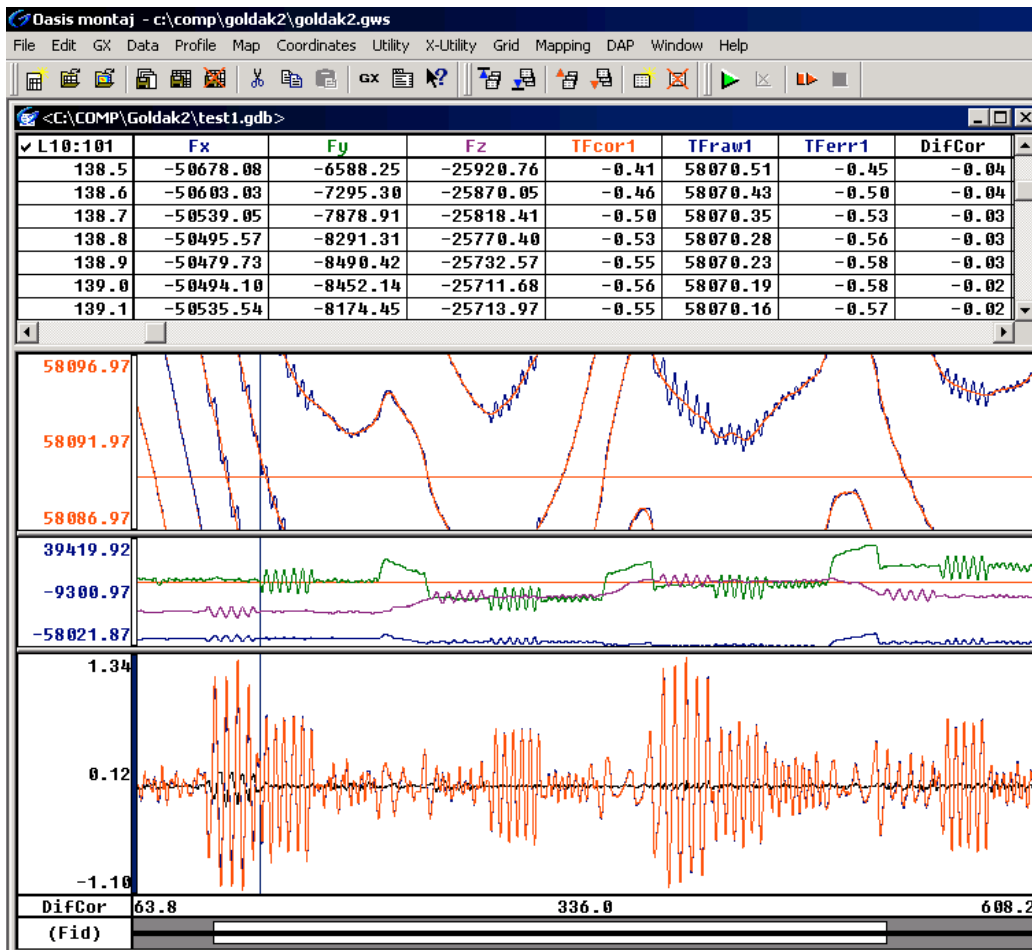 Oasis montaj - c:\comp\goldak2\goldak2.gws
File Edit GX Data Profile Map Coordinates Utility X-Utility Grid Mapping DAP Window Help
GX
<C:\COMP\Goldak2\test1.gdb>
✓ L10:101 Fx Fy Fz TFcor1 TFraw1 TFerr1 DifCor
138.5 -50678.08 -6588.25 -25920.76 -0.41 58070.51 -0.45 -0.04
138.6 -50603.03 -7295.30 -25870.05 -0.46 58070.43 -0.50 -0.04
138.7 -50539.05 -7878.91 -25818.41 -0.50 58070.35 -0.53 -0.03
138.8 -50495.57 -8291.31 -25770.40 -0.53 58070.28 -0.56 -0.03
138.9 -50479.73 -8490.42 -25732.57 -0.55 58070.23 -0.58 -0.03
139.0 -50494.10 -8452.14 -25711.68 -0.56 58070.19 -0.58 -0.02
139.1 -50535.54 -8174.45 -25713.97 -0.55 58070.16 -0.57 -0.02
58096.97
58091.97
58086.97
39419.92
-9300.97
-58021.87
1.34
0.12
-1.10
DifCor 63.8 336.0 608.2
(Fid)